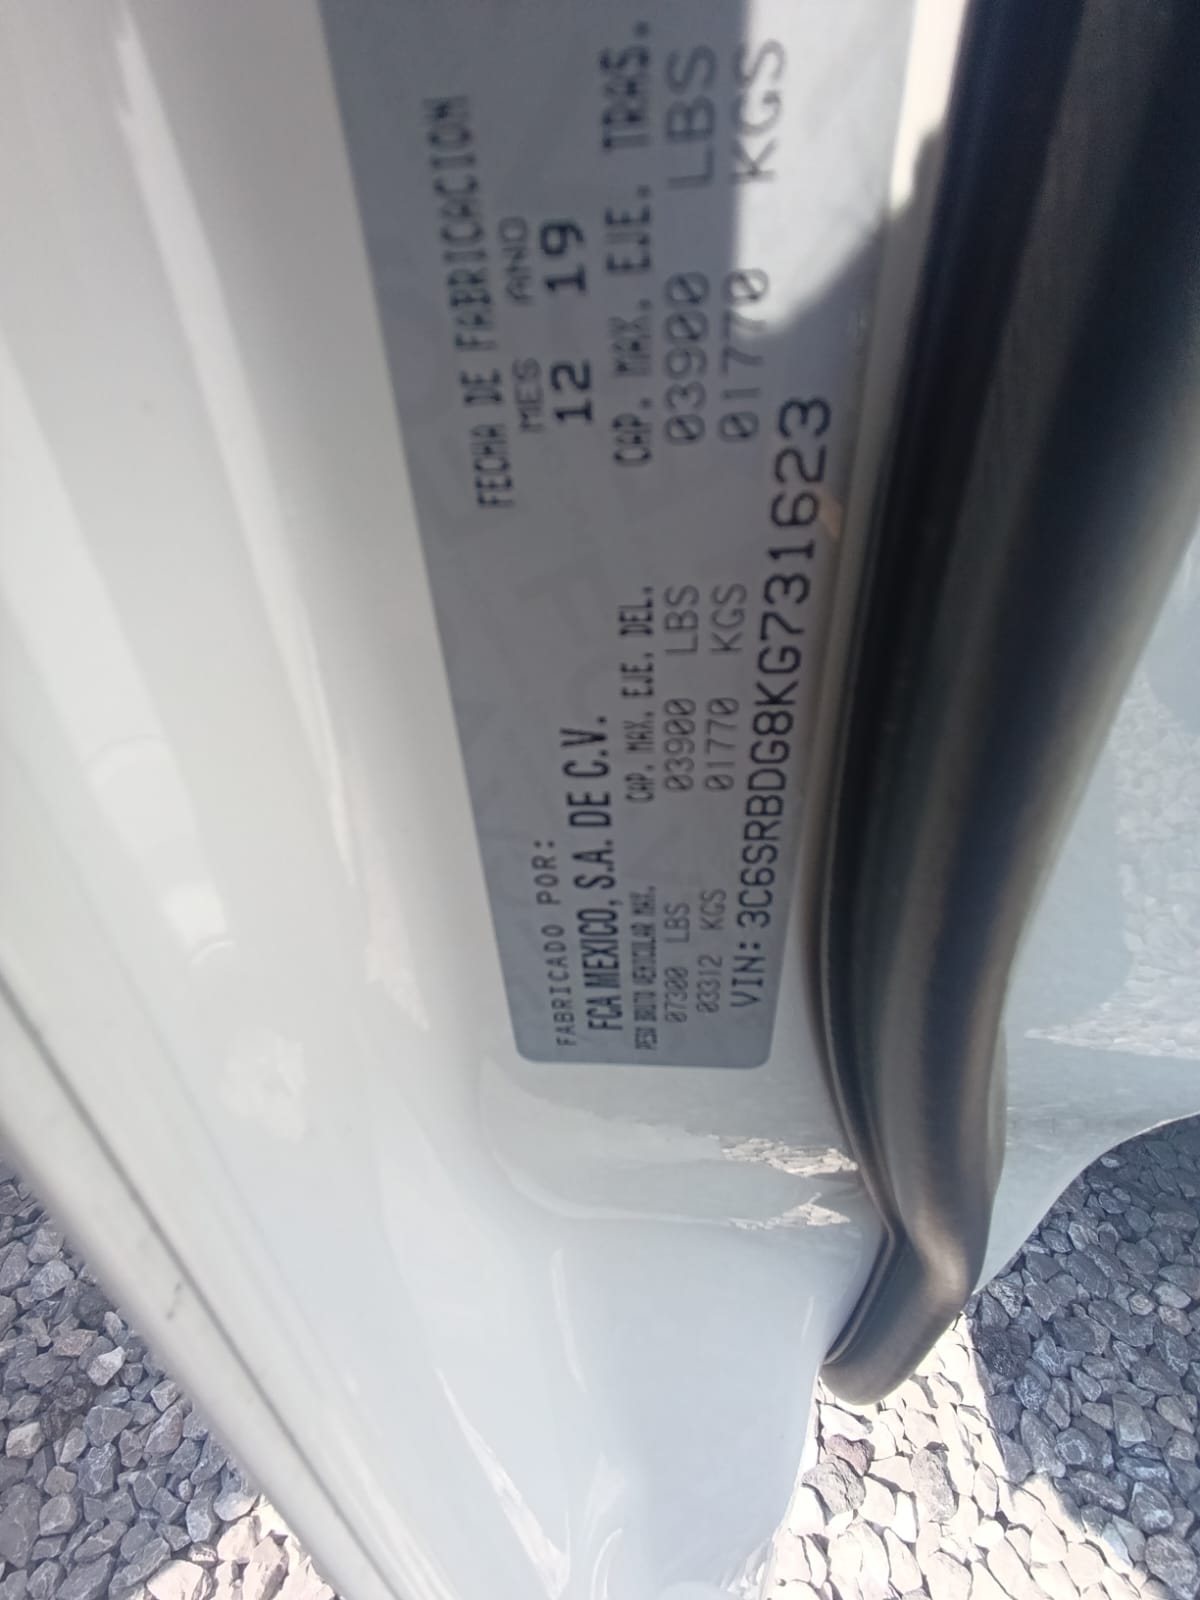 FABRICADO POR:
FCA MEXICO, S.A. DE C.V.
FECHA DE FABRICACION
MES ANO
12 19
PESO BRUTO VEHICULAR MAX.
07300 LBS
03312 KGS
CAP. MAX. EJE. DEL.
03900 LBS
01770 KGS
CAP. MAX. EJE. TRAS.
03900 LBS
01770 KGS
VIN: 3C6SRBDG8KG731623